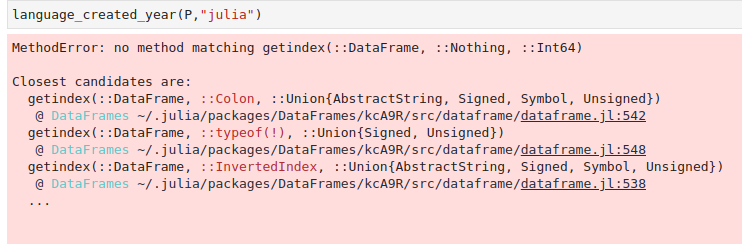 language_created_year(P,"julia")
MethodError: no method matching getindex(::DataFrame, ::Nothing, ::Int64)
Closest candidates are:
getindex(::DataFrame, ::Colon, ::Union{AbstractString, Signed, Symbol, Unsigned})
@ DataFrames ~/.julia/packages/DataFrames/kcA9R/src/dataframe/dataframe.jl:542
getindex(::DataFrame, ::typeof(!), ::Union{Signed, Unsigned})
@ DataFrames ~/.julia/packages/DataFrames/kcA9R/src/dataframe/dataframe.jl:548
getindex(::DataFrame, ::InvertedIndex, ::Union{AbstractString, Signed, Symbol, Unsigned})
@ DataFrames ~/.julia/packages/DataFrames/kcA9R/src/dataframe/dataframe.jl:538
...